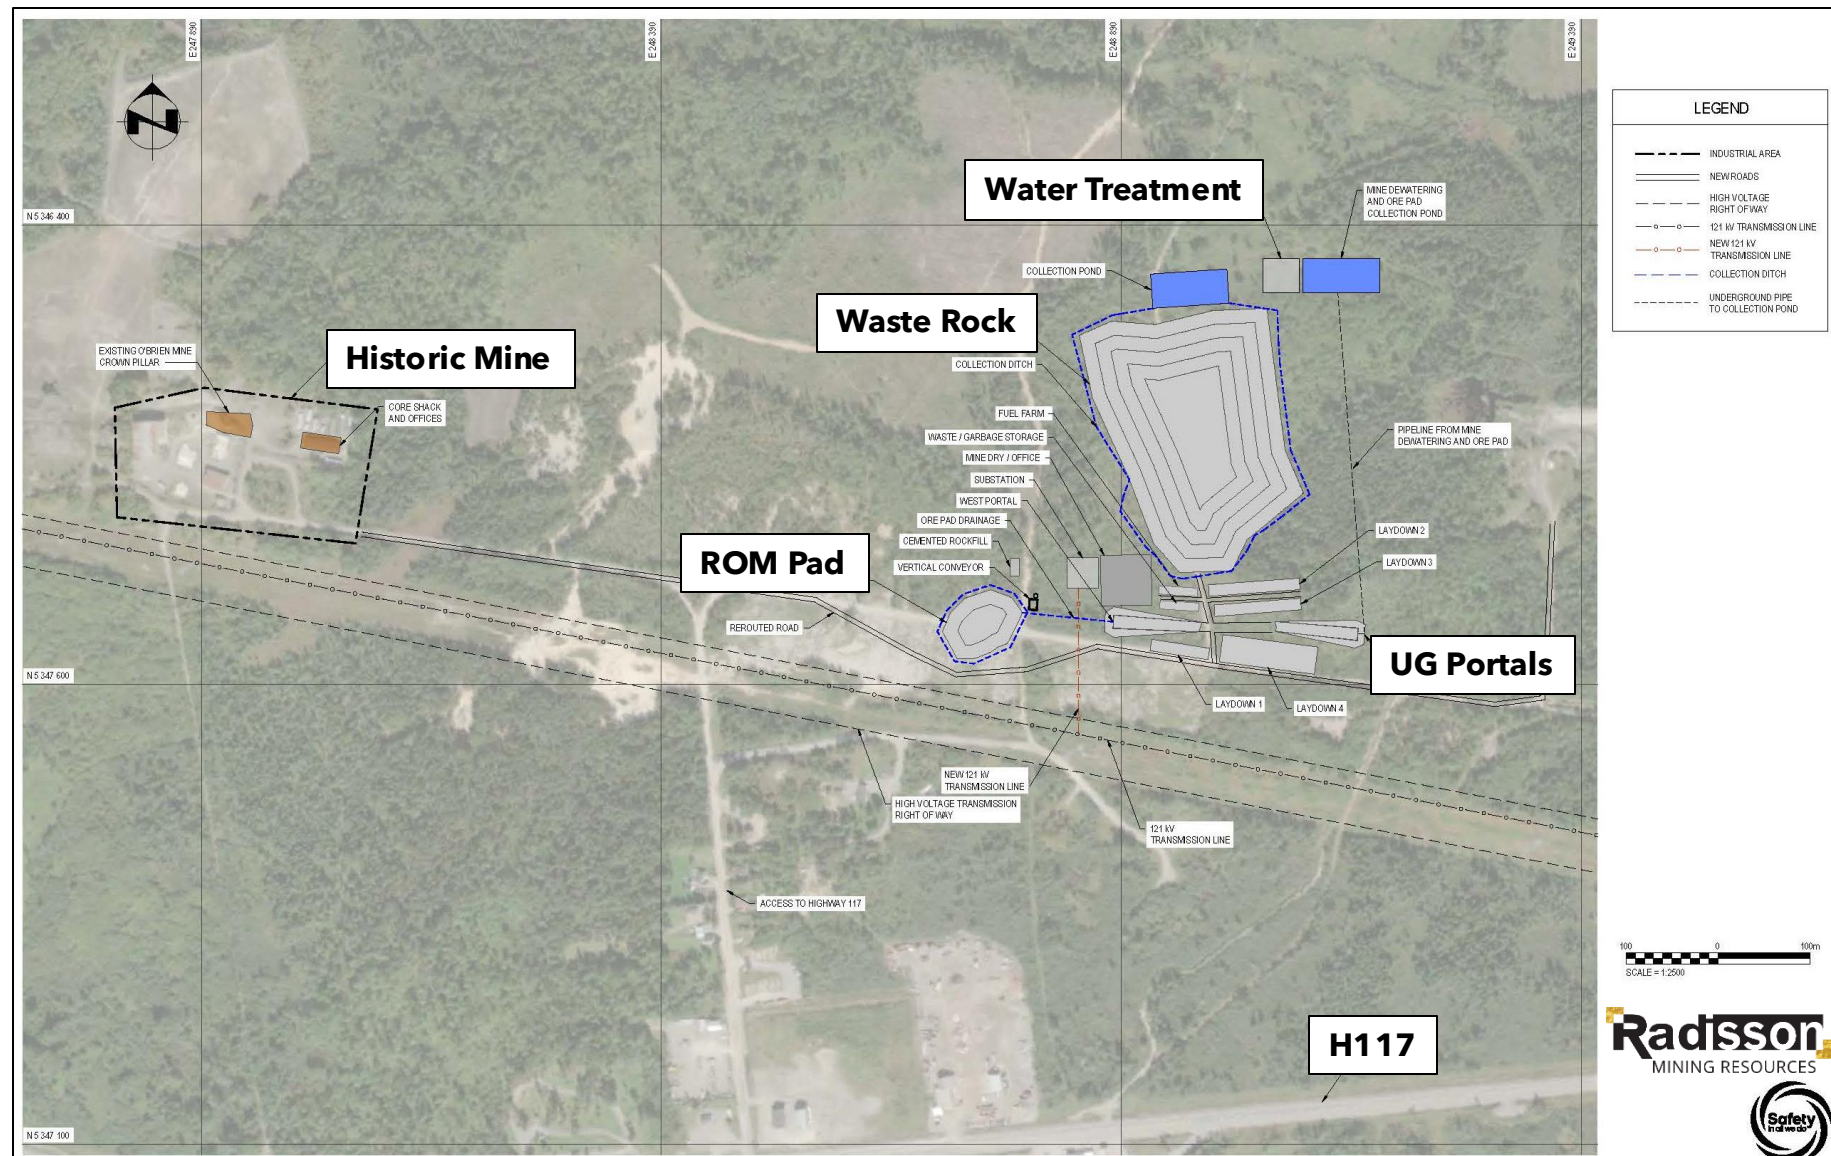 E 247 890
E 248 390
E 248 890
E 249 390
LEGEND
INDUSTRIAL AREA
NEW ROADS
HIGH VOLTAGE
RIGHT OF WAY
121 kV TRANSMISSION LINE
NEW 121 kV
TRANSMISSION LINE
COLLECTION DITCH
UNDERGROUND PIPE
TO COLLECTION POND
N
Water Treatment
MINE DEWATERING
AND ORE PAD
COLLECTION POND
N 5 346 400
COLLECTION POND
Waste Rock
Historic Mine
EXISTING O'BRIEN MINE
CROWN PILLAR
COLLECTION DITCH
CORE SHACK
AND OFFICES
FUEL FARM
WASTE / GARBAGE STORAGE
PIPELINE FROM MINE
DEWATERING AND ORE PAD
MINE DRY / OFFICE
SUBSTATION
WEST PORTAL
ORE PAD DRAINAGE
LAYDOWN 2
CEMENTED ROCKFILL
ROM Pad
VERTICAL CONVEYOR
LAYDOWN 3
REROUTED ROAD
UG Portals
N 5 347 600
LAYDOWN 1
LAYDOWN 4
NEW 121 kV
TRANSMISSION LINE
HIGH VOLTAGE TRANSMISSION
RIGHT OF WAY
121 kV
TRANSMISSION LINE
ACCESS TO HIGHWAY 117
100 0 100m
SCALE = 1:2500
H117
Radisson
MINING RESOURCES
Safety
in all we do
N 5 347 100